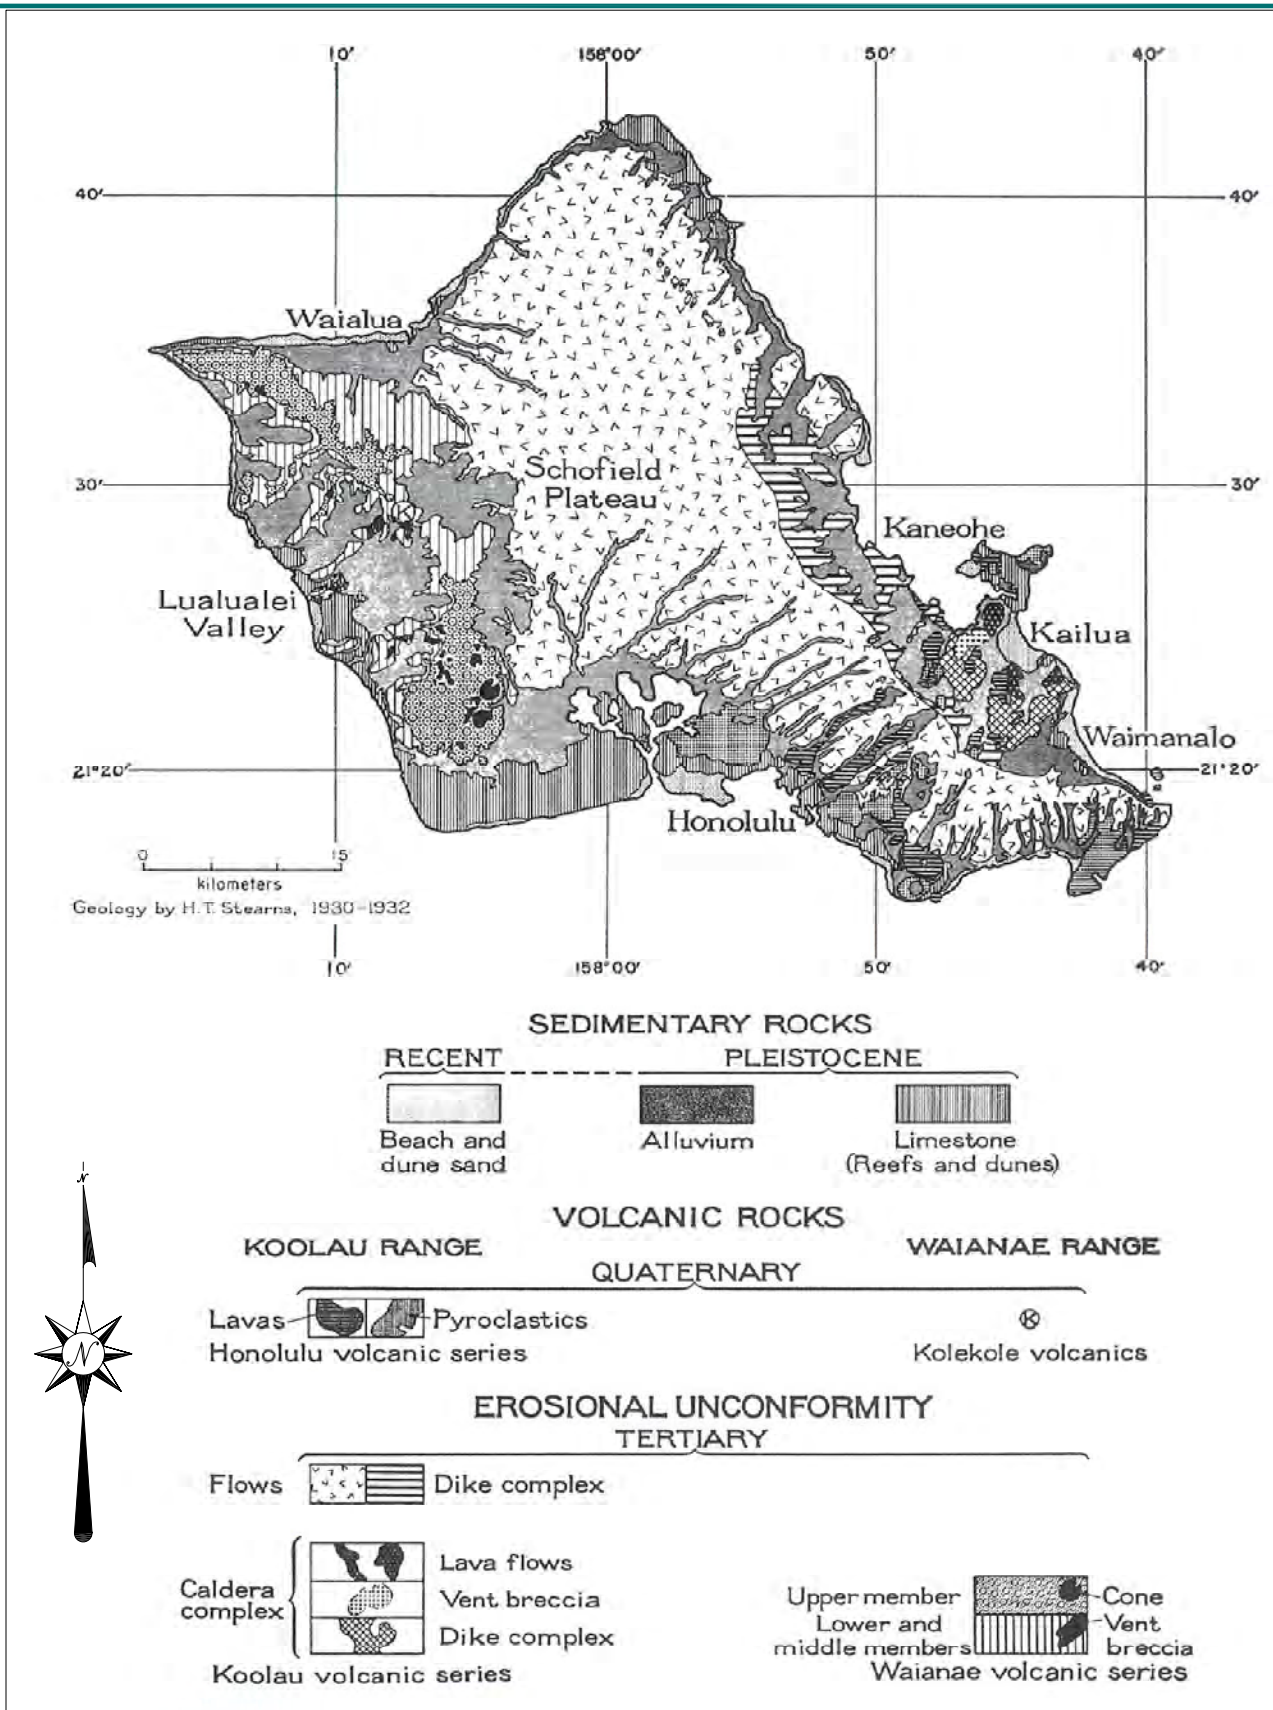 10′ 158°00′ 50′ 40′
40′ 40′
Waialua
Schofield
Plateau
30′ 30′
Kaneohe
Lualualei
Valley
Kailua
Waimanalo
21°20′ 21°20′
Honolulu
0 15
kilometers
Geology by H.T. Stearns, 1930-1932
10′ 158°00′ 50′ 40′
SEDIMENTARY ROCKS
RECENT PLEISTOCENE
Beach and
dune sand
Alluvium
Limestone
(Reefs and dunes)
N
VOLCANIC ROCKS
KOOLAU RANGE WAIANAE RANGE
QUATERNARY
Lavas Pyroclastics
Honolulu volcanic series
K
Kolekole volcanics
N
EROSIONAL UNCONFORMITY
TERTIARY
Flows Dike complex
Caldera
complex
Lava flows
Vent breccia
Dike complex
Koolau volcanic series
Upper member Cone
Lower and
middle members
Vent
breccia
Waianae volcanic series